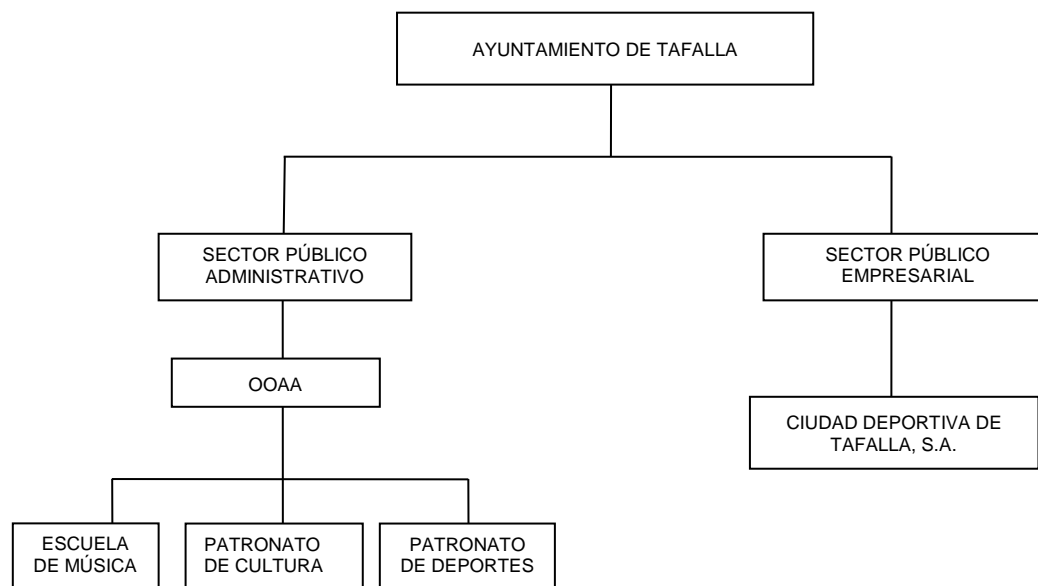 AYUNTAMIENTO DE TAFALLA
SECTOR PÚBLICO
ADMINISTRATIVO
SECTOR PÚBLICO
EMPRESARIAL
OOAA
CIUDAD DEPORTIVA DE
TAFALLA, S.A.
ESCUELA
DE MÚSICA
PATRONATO
DE CULTURA
PATRONATO
DE DEPORTES